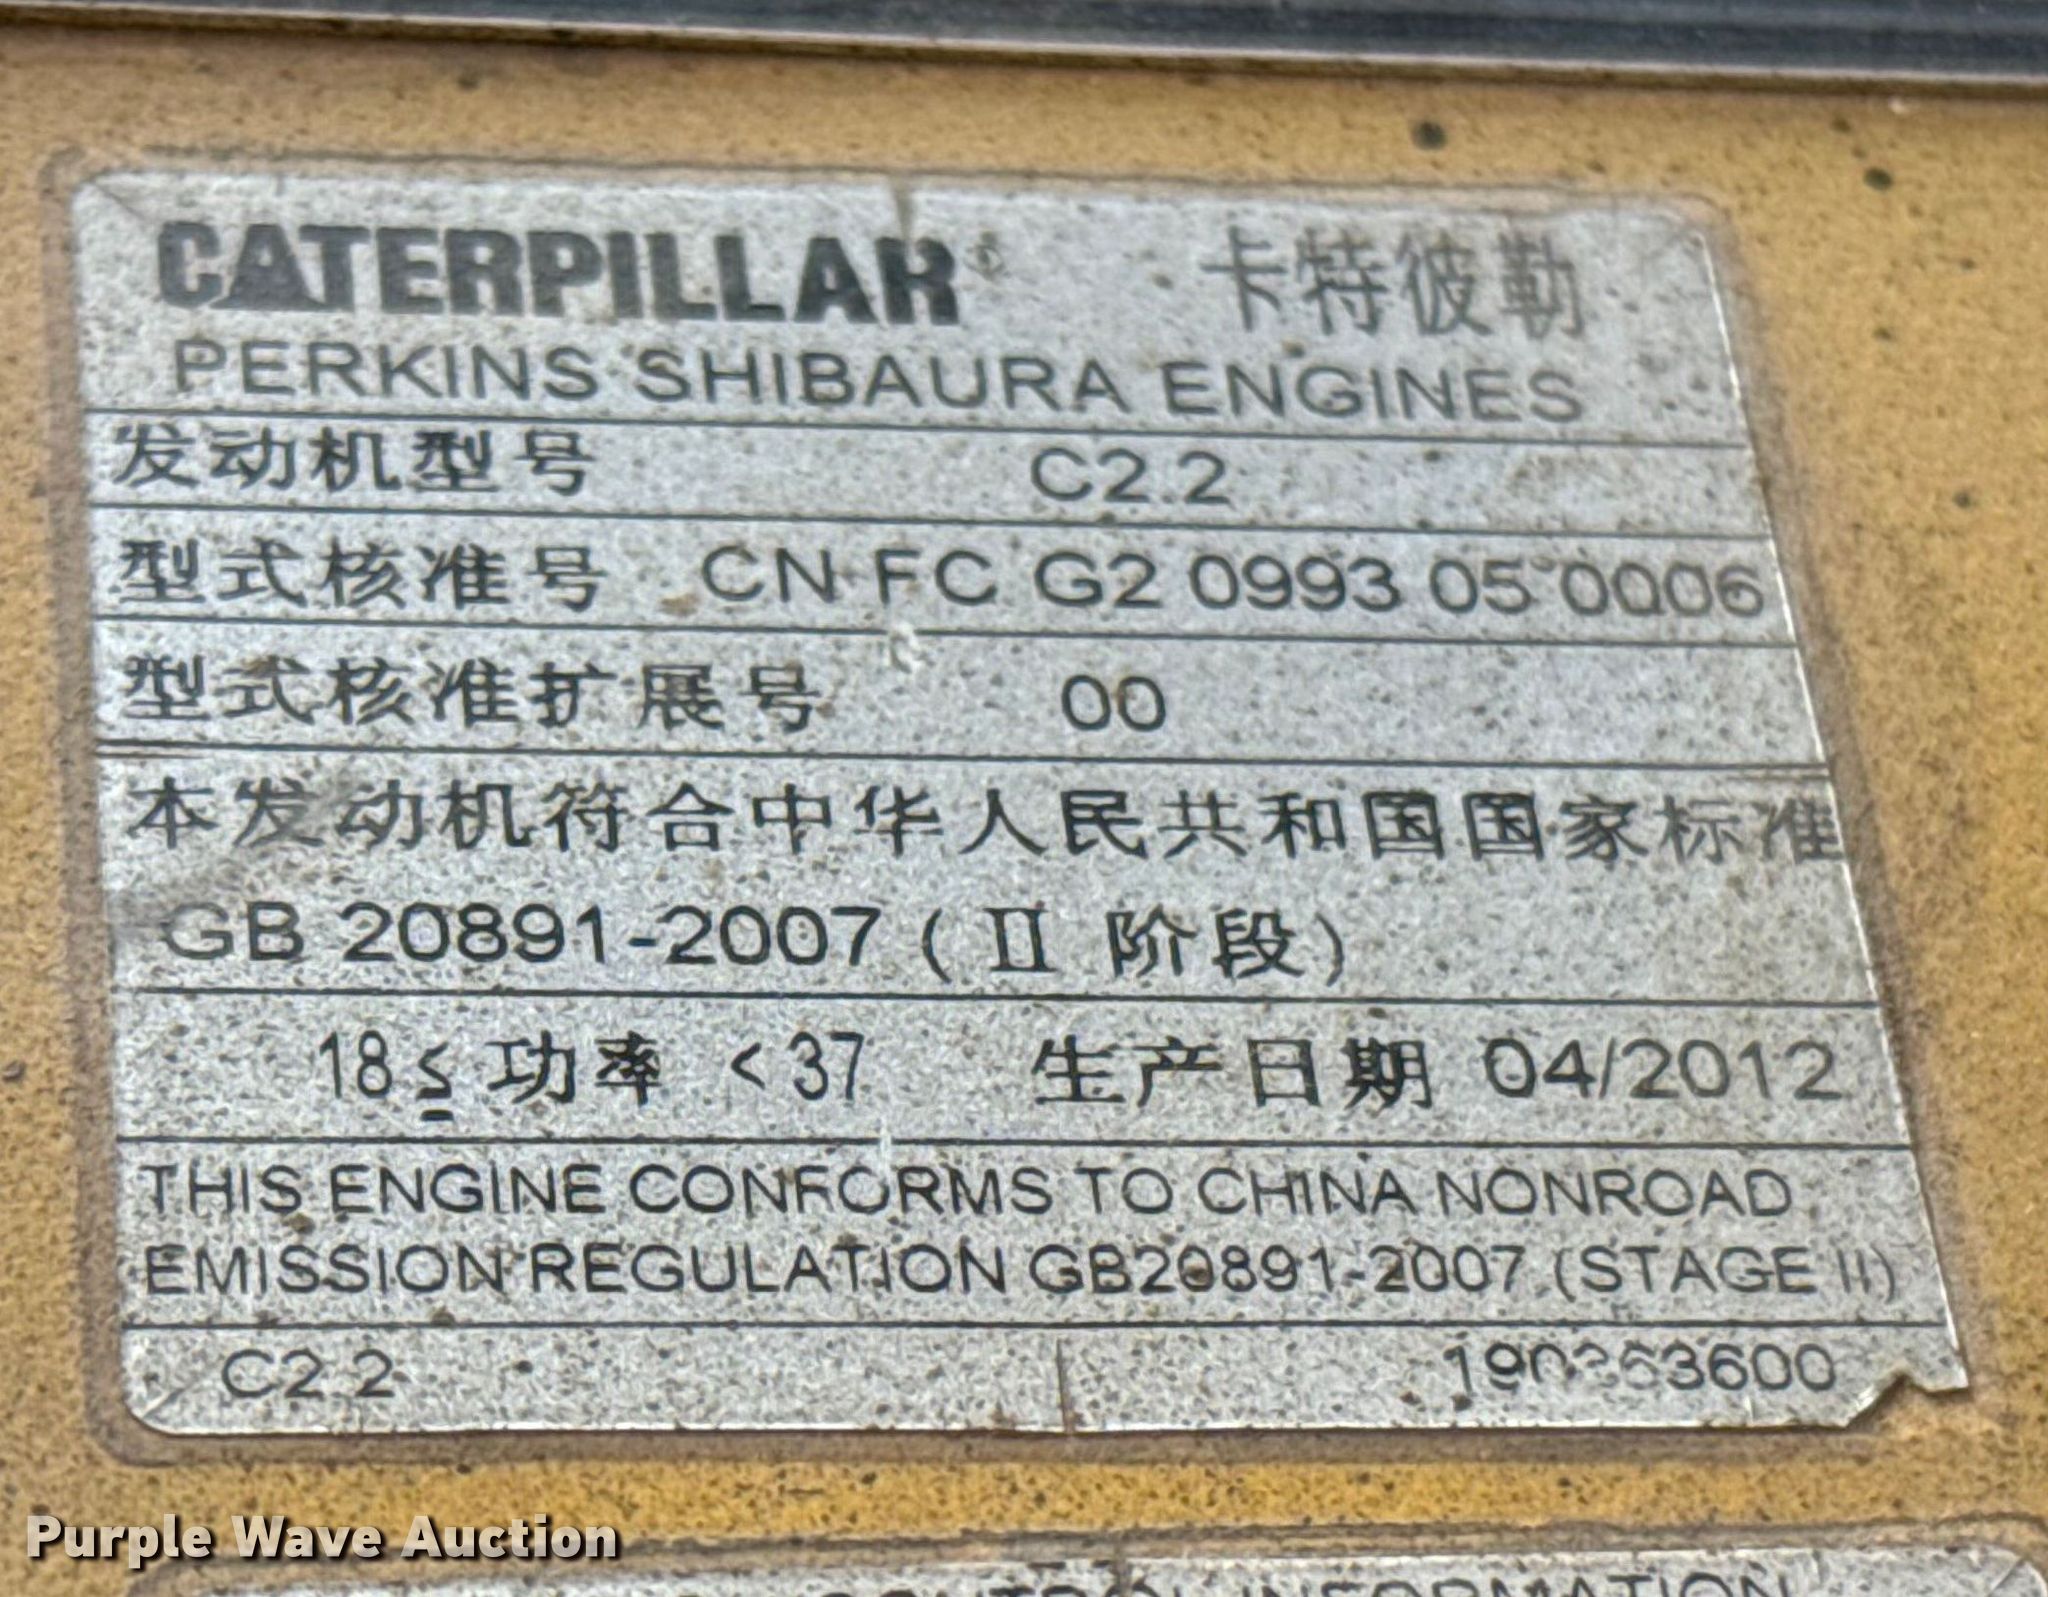 CATERPILLAR® 卡特彼勒
PERKINS SHIBAURA ENGINES
发动机型号 C2.2
型式核准号 CN FC G2 0993 05 0006
型式核准扩展号 00
本发动机符合中华人民共和国国家标准
GB 20891-2007 (Ⅱ 阶段)
18≤ 功率 <37 生产日期 04/2012
THIS ENGINE CONFORMS TO CHINA NONROAD
EMISSION REGULATION GB20891-2007 (STAGE II)
C2.2
Purple Wave Auction
CONTROL INFORMATION